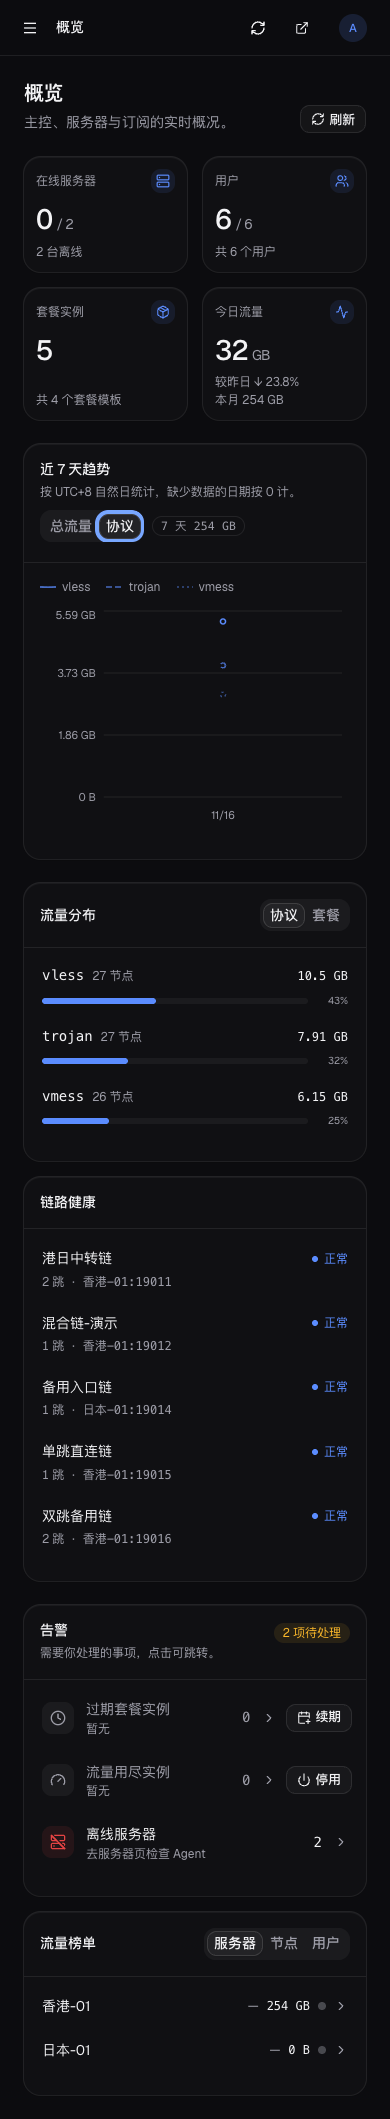 概览
A
概览
主控、服务器与订阅的实时概况。
刷新
在线服务器
0 / 2
2 台离线
用户
6 / 6
共 6 个用户
套餐实例
5
共 4 个套餐模板
今日流量
32 GB
较昨日 ↓ 23.8%
本月 254 GB
近 7 天趋势
按 UTC+8 自然日统计，缺少数据的日期按 0 计。
总流量 协议 7 天 254 GB
vless trojan vmess
5.59 GB
3.73 GB
1.86 GB
0 B
11/16
流量分布
协议 套餐
vless 27 节点 10.5 GB
43%
trojan 27 节点 7.91 GB
32%
vmess 26 节点 6.15 GB
25%
链路健康
港日中转链 正常
2 跳 · 香港-01:19011
混合链-演示 正常
1 跳 · 香港-01:19012
备用入口链 正常
1 跳 · 日本-01:19014
单跳直连链 正常
1 跳 · 香港-01:19015
双跳备用链 正常
2 跳 · 香港-01:19016
告警
2 项待处理
需要你处理的事项，点击可跳转。
过期套餐实例
暂无
0 续期
流量用尽实例
暂无
0 停用
离线服务器
去服务器页检查 Agent
2
流量榜单
服务器 节点 用户
香港-01 — 254 GB
日本-01 — 0 B